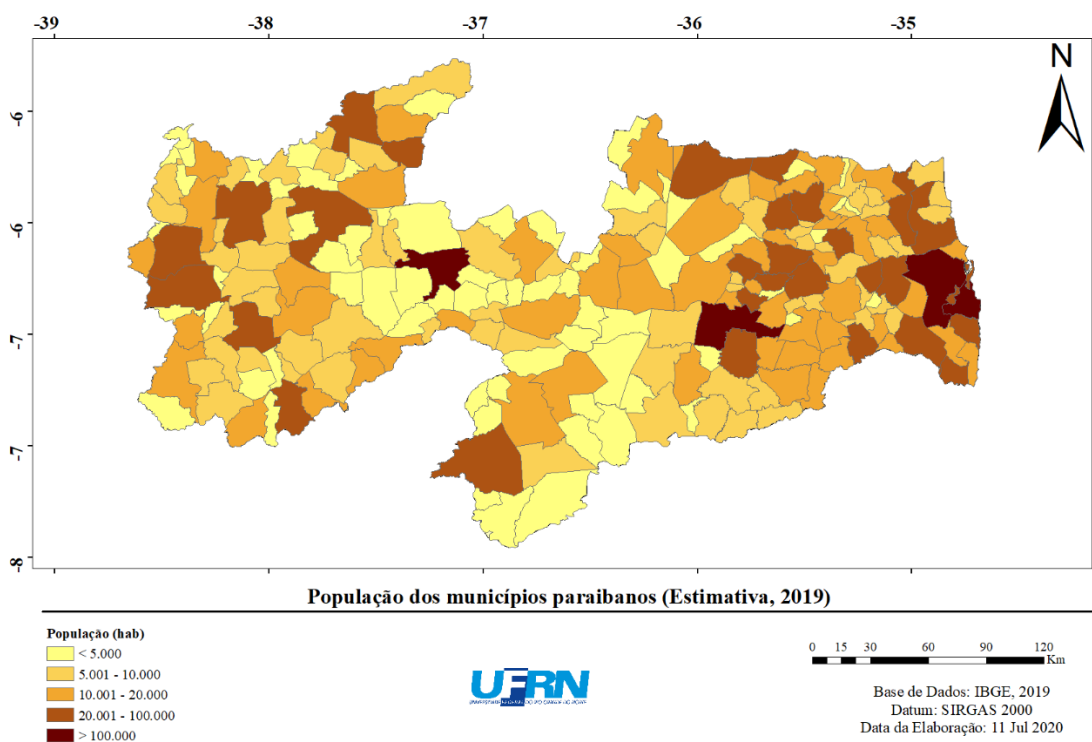 -39 -38 -37 -36 -35
N
-6
-6
-7
-7
-8
População dos municípios paraibanos (Estimativa, 2019)
População (hab)
< 5.000
5.001 - 10.000
10.001 - 20.000
20.001 - 100.000
> 100.000
UFRN
0 15 30 60 90 120
Km
Base de Dados: IBGE, 2019
Datum: SIRGAS 2000
Data da Elaboração: 11 Jul 2020